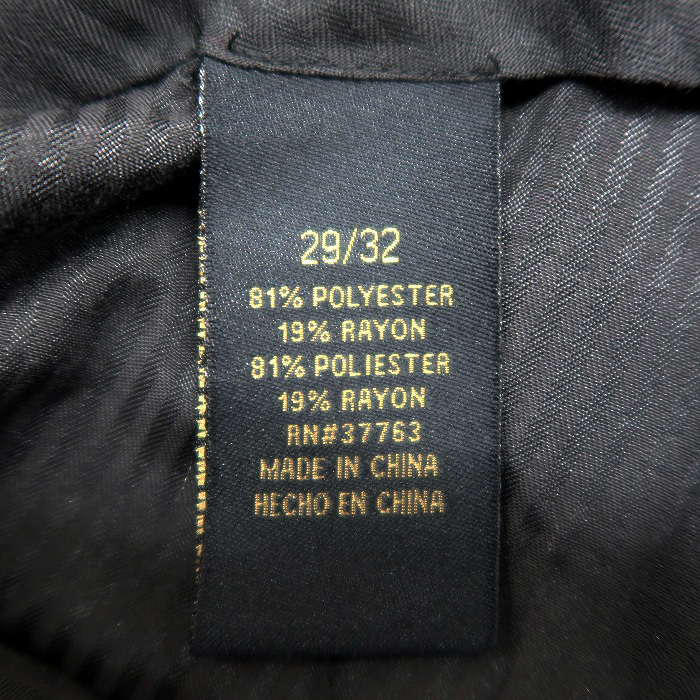 29/32
81% POLYESTER
19% RAYON
81% POLIESTER
19% RAYON
RN#37763
MADE IN CHINA
HECHO EN CHINA